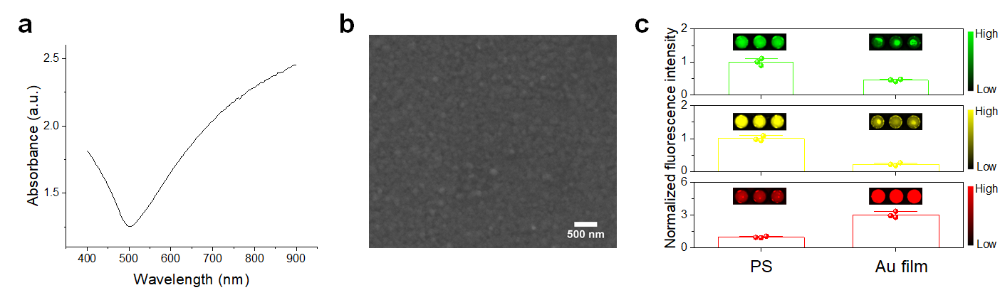 a
2.5
2.0
1.5
Absorbance (a.u.)
400 500 600 700 800 900
Wavelength (nm)
b
500 nm
c
Normalized fluorescence intensity
2
1
0
High
Low
2
1
0
High
Low
6
3
0
High
Low
PS Au film